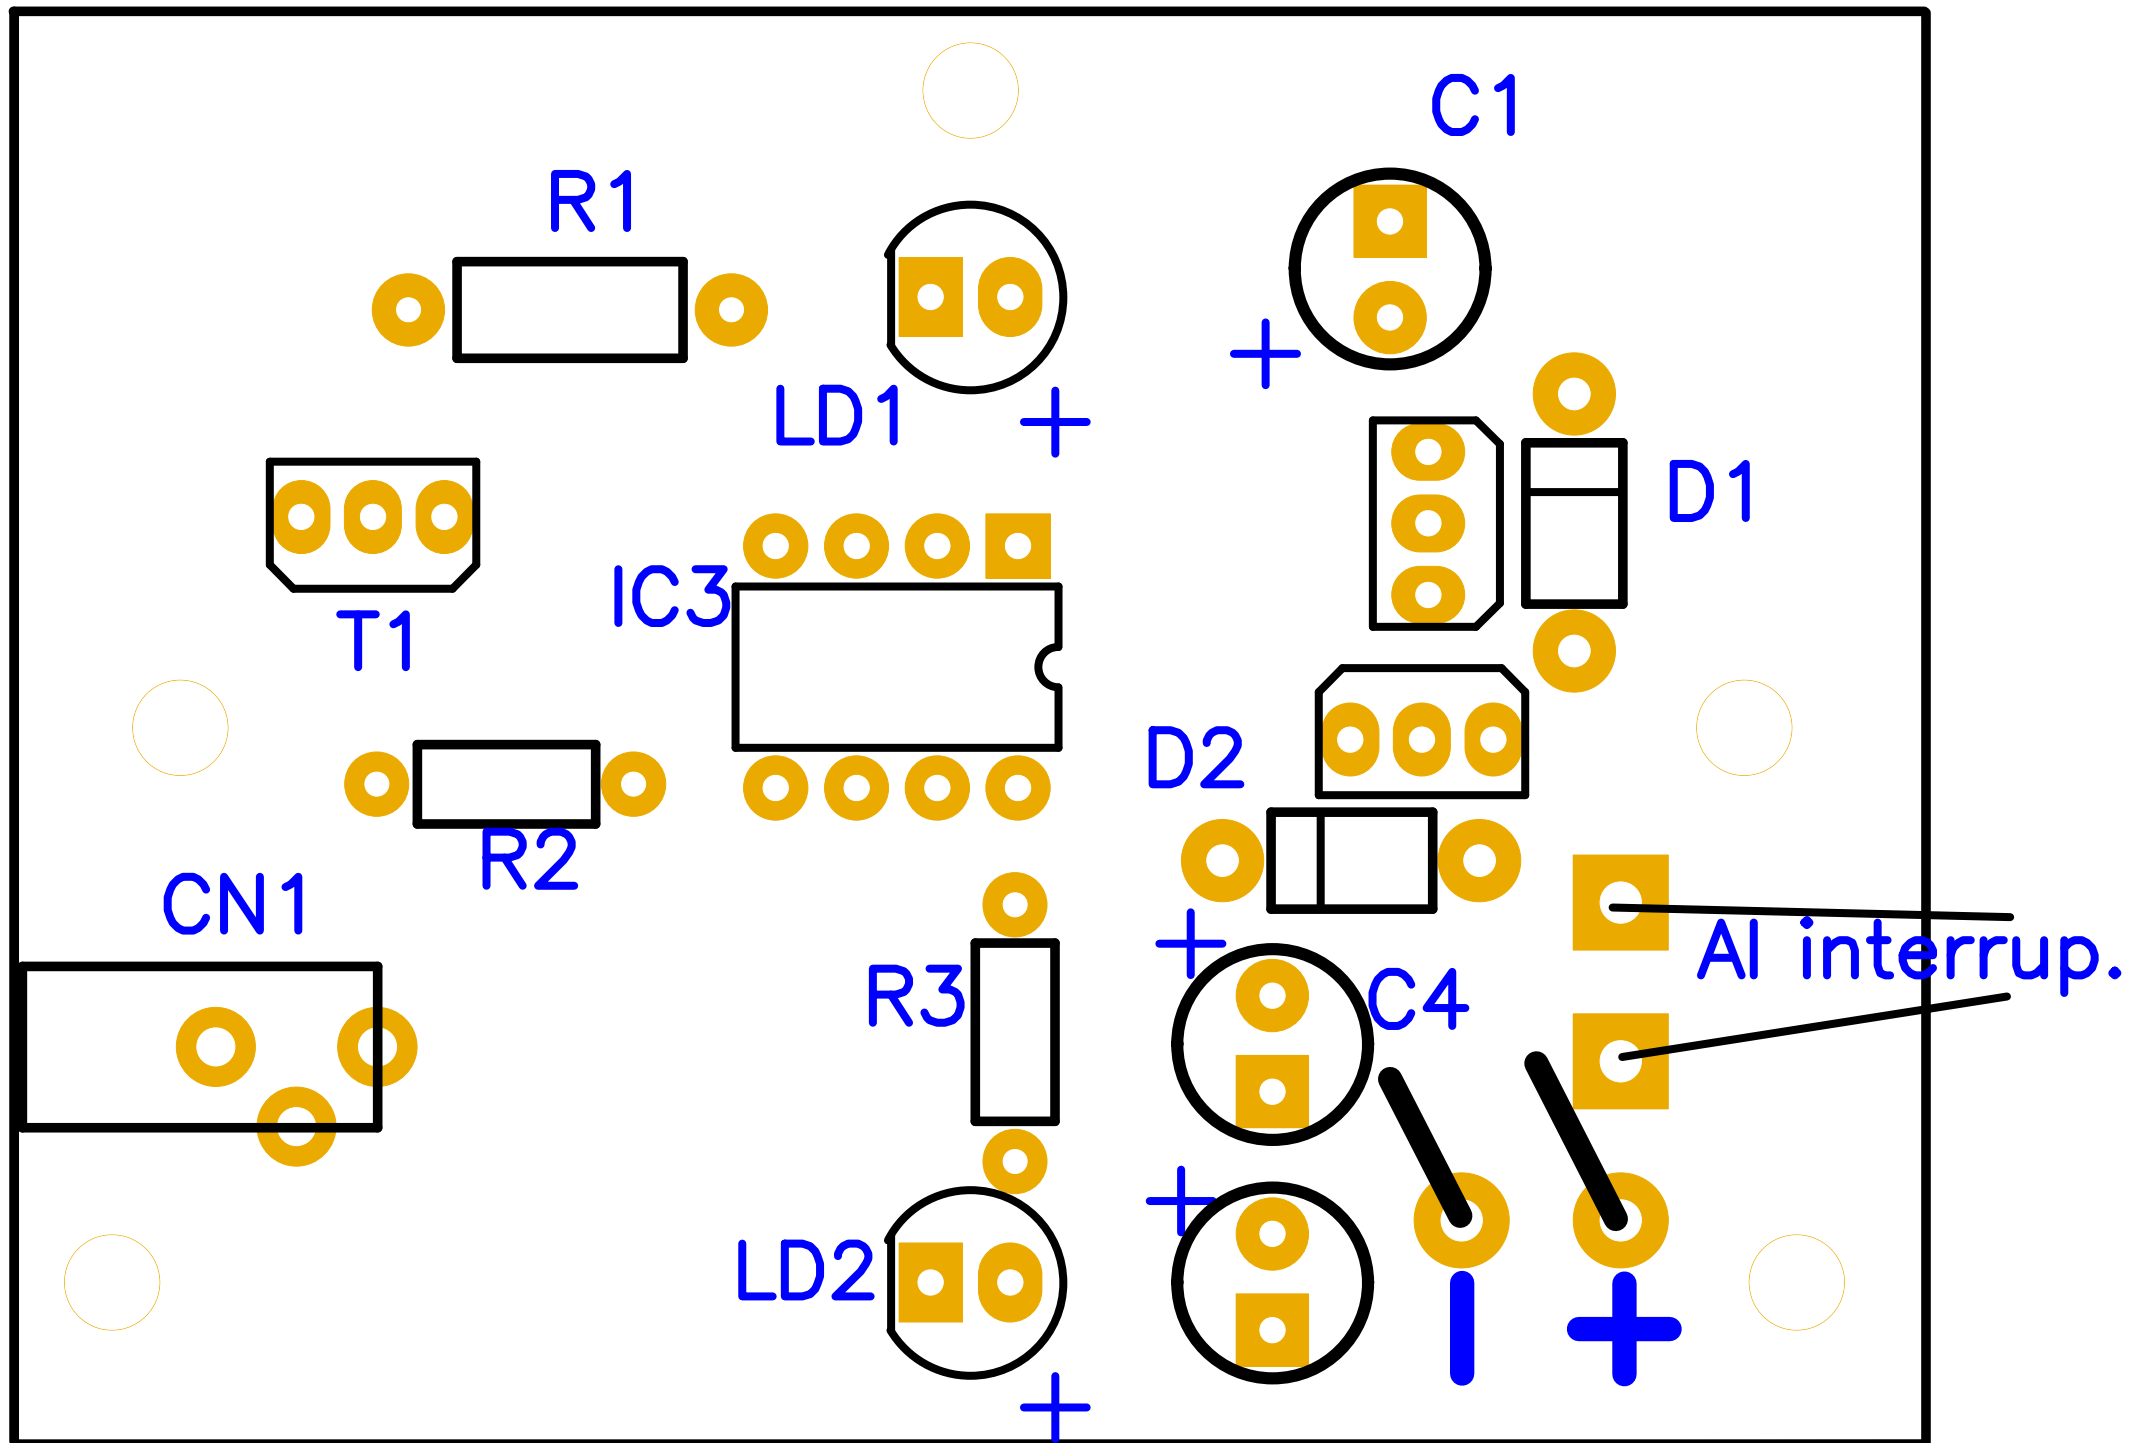 C1
R1
LD1
+
+
D1
IC3
T1
D2
R2
CN1
+
Al interrup.
R3
C4
+
LD2
- +
+